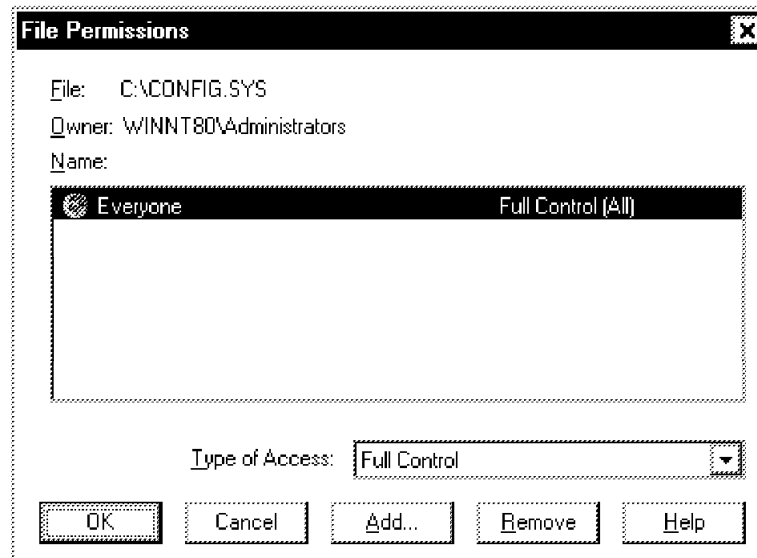 File Permissions
File: C:\CONFIG.SYS
Owner: WINNT80\Administrators
Name:
Everyone Full Control (All)
Type of Access: Full Control
OK Cancel Add... Remove Help